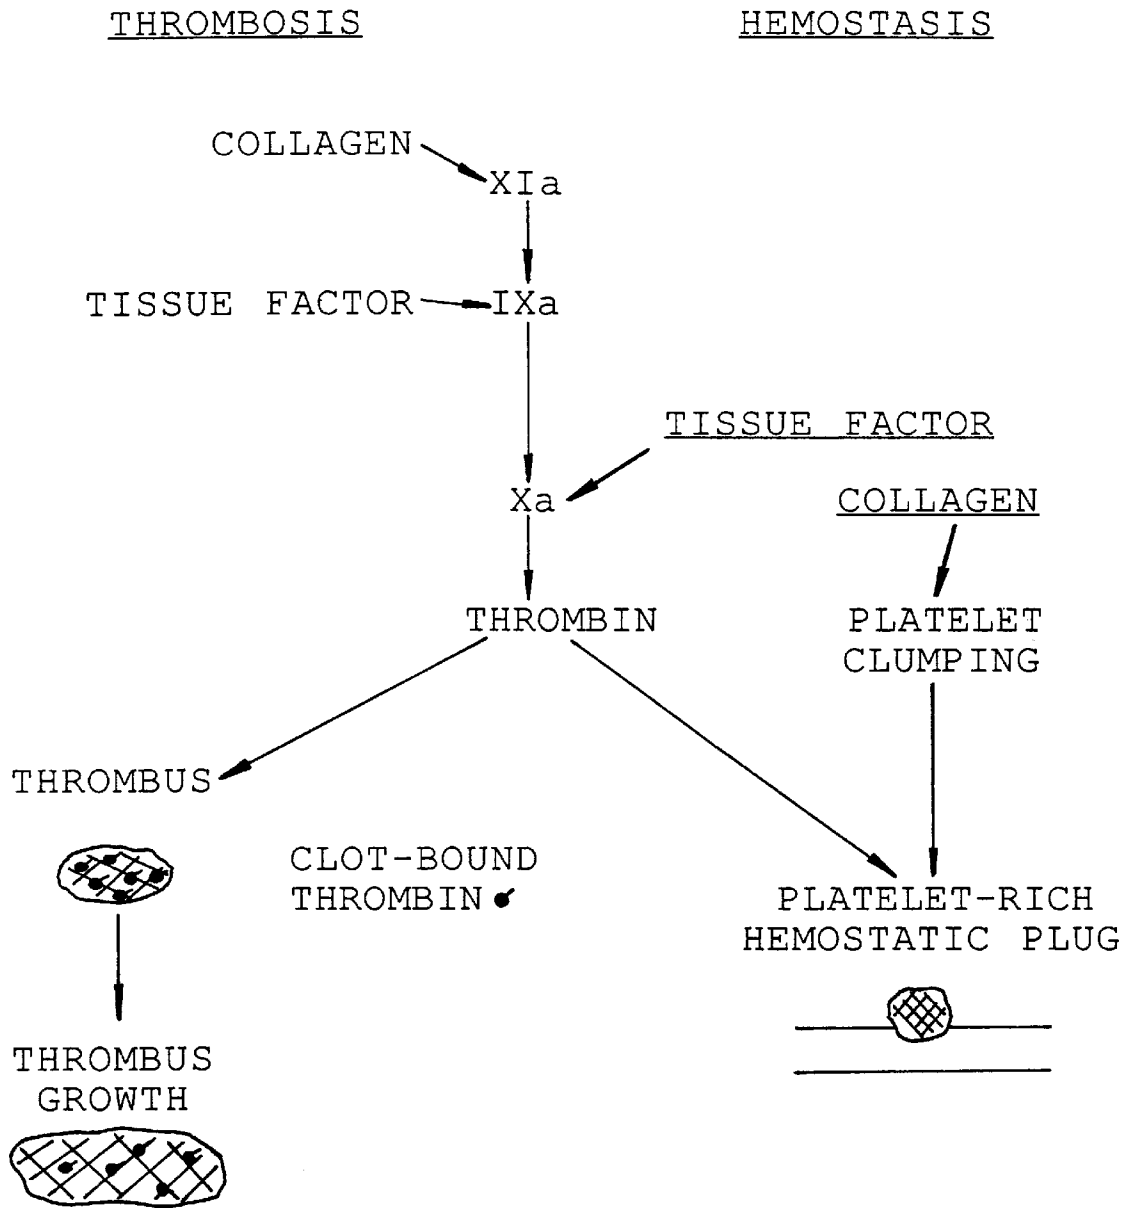 THROMBOSIS
HEMOSTASIS
COLLAGEN
XIa
TISSUE FACTOR
IXa
TISSUE FACTOR
Xa
COLLAGEN
THROMBIN
PLATELET
CLUMPING
THROMBUS
CLOT-BOUND
THROMBIN
PLATELET-RICH
HEMOSTATIC PLUG
THROMBUS
GROWTH